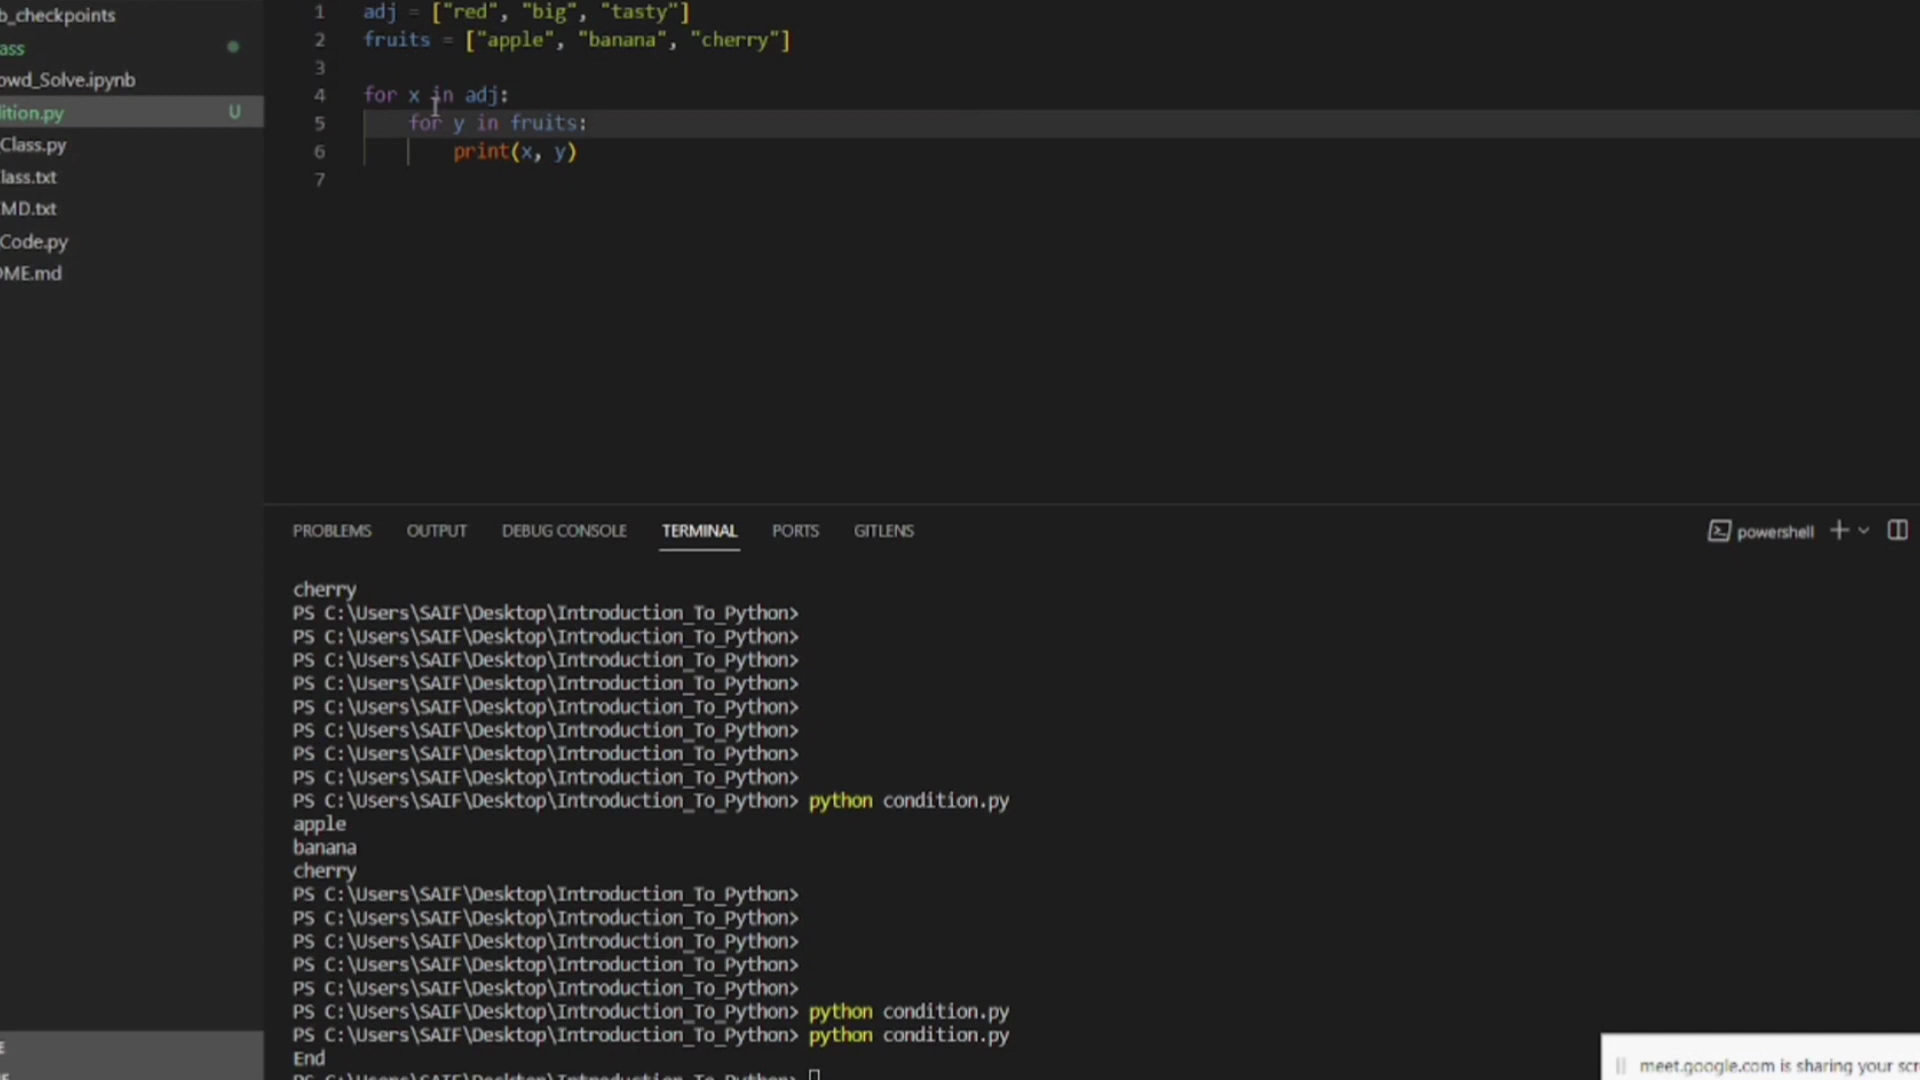 b_checkpoints
ass
owd_Solve.ipynb
ition.py U
Class.py
lass.txt
MD.txt
Code.py
OME.md
1 adj = ["red", "big", "tasty"]
2 fruits = ["apple", "banana", "cherry"]
3
4 for x in adj:
5 for y in fruits:
6 print(x, y)
7
PROBLEMS OUTPUT DEBUG CONSOLE TERMINAL PORTS GITLENS powershell
cherry
PS C:\Users\SAIF\Desktop\Introduction_To_Python>
PS C:\Users\SAIF\Desktop\Introduction_To_Python>
PS C:\Users\SAIF\Desktop\Introduction_To_Python>
PS C:\Users\SAIF\Desktop\Introduction_To_Python>
PS C:\Users\SAIF\Desktop\Introduction_To_Python>
PS C:\Users\SAIF\Desktop\Introduction_To_Python>
PS C:\Users\SAIF\Desktop\Introduction_To_Python>
PS C:\Users\SAIF\Desktop\Introduction_To_Python>
PS C:\Users\SAIF\Desktop\Introduction_To_Python> python condition.py
apple
banana
cherry
PS C:\Users\SAIF\Desktop\Introduction_To_Python>
PS C:\Users\SAIF\Desktop\Introduction_To_Python>
PS C:\Users\SAIF\Desktop\Introduction_To_Python>
PS C:\Users\SAIF\Desktop\Introduction_To_Python>
PS C:\Users\SAIF\Desktop\Introduction_To_Python>
PS C:\Users\SAIF\Desktop\Introduction_To_Python> python condition.py
PS C:\Users\SAIF\Desktop\Introduction_To_Python> python condition.py
End
meet.google.com is sharing your scr